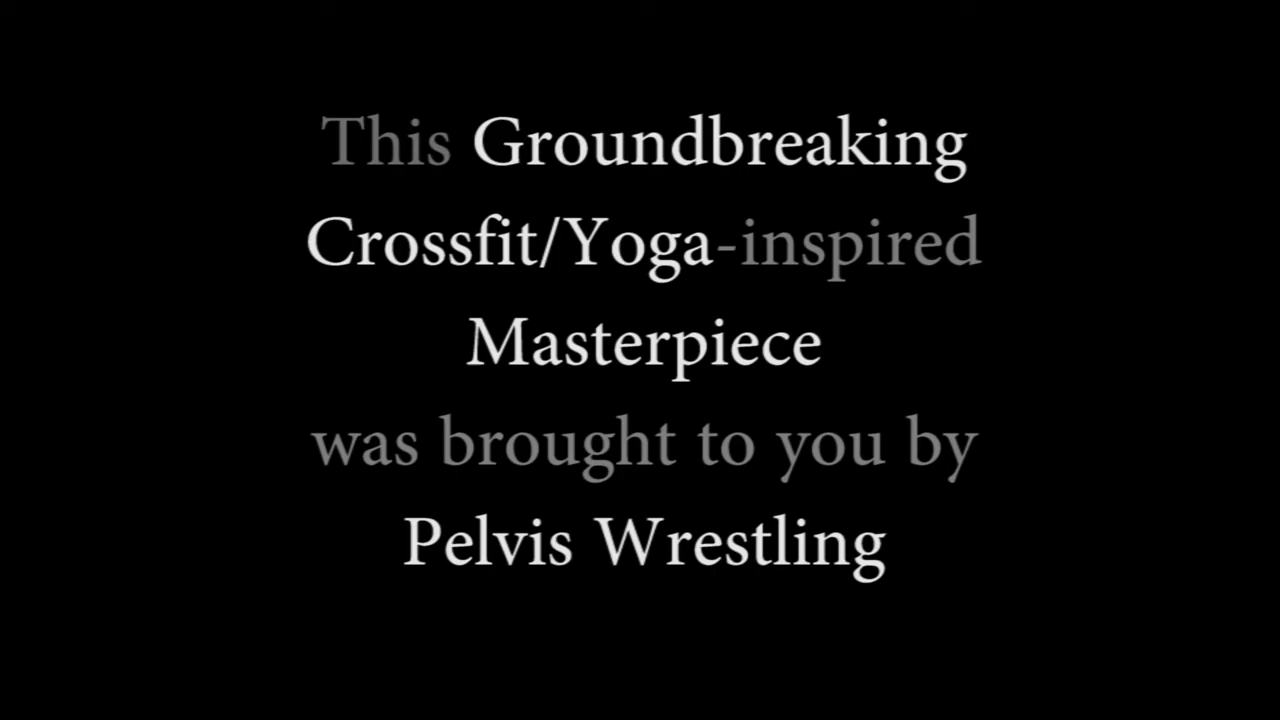 This Groundbreaking
Crossfit/Yoga-inspired
Masterpiece
was brought to you by
Pelvis Wrestling